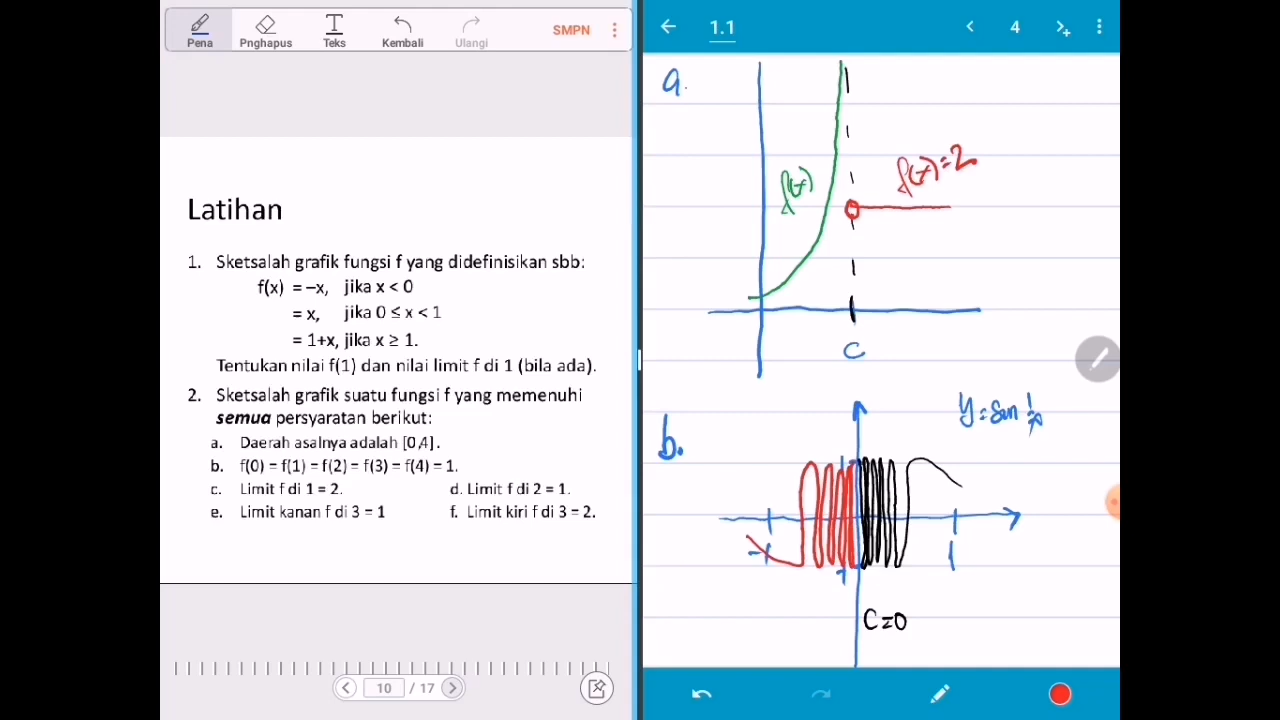 Pena Pnghapus Teks Kembali Ulangi SMPN
Latihan
1. Sketsalah grafik fungsi f yang didefinisikan sbb:
f(x) = –x, jika x < 0
= x, jika 0 ≤ x < 1
= 1+x, jika x ≥ 1.
Tentukan nilai f(1) dan nilai limit f di 1 (bila ada).
2. Sketsalah grafik suatu fungsi f yang memenuhi
semua persyaratan berikut:
a. Daerah asalnya adalah [0,4].
b. f(0) = f(1) = f(2) = f(3) = f(4) = 1.
c. Limit f di 1 = 2. d. Limit f di 2 = 1.
e. Limit kanan f di 3 = 1 f. Limit kiri f di 3 = 2.
10 / 17
1.1 4
a.
f(x)
f(x)=2
c
b.
y=sin 1/x
-1 1
C=0